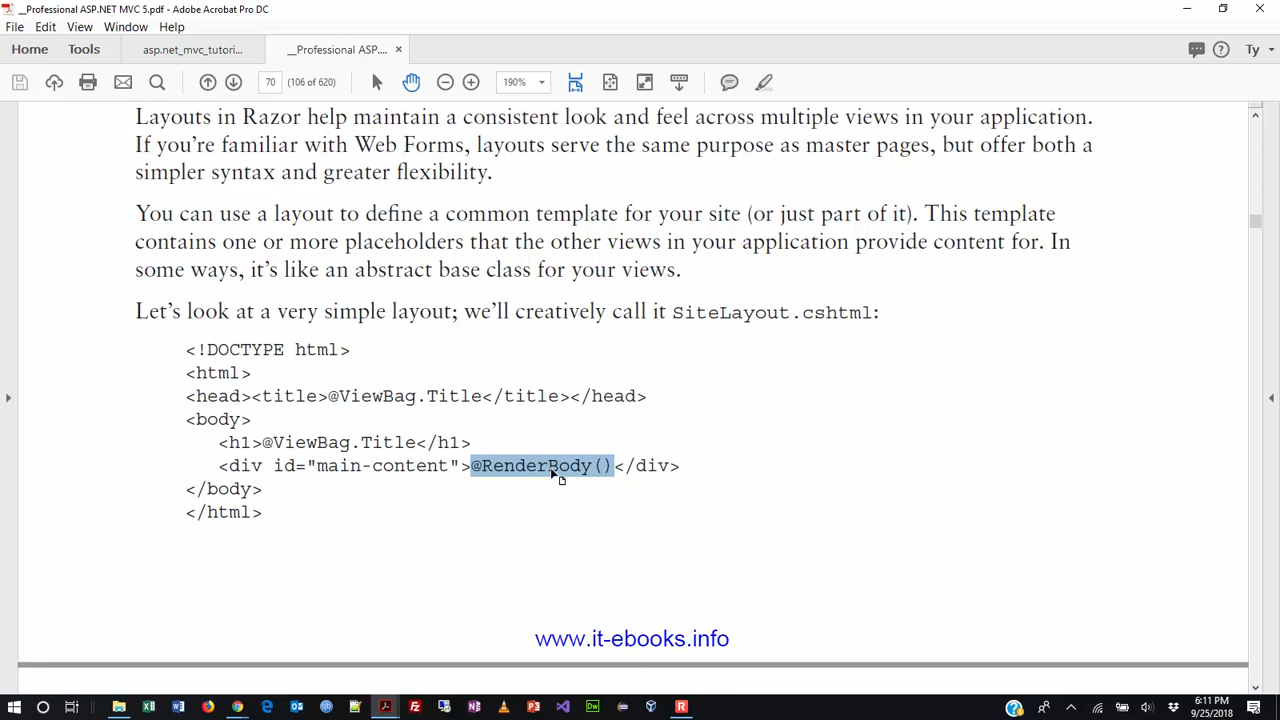 __Professional ASP.NET MVC 5.pdf - Adobe Acrobat Pro DC
File Edit View Window Help
Home Tools asp.net_mvc_tutori... __Professional ASP.... × Ty
70 (106 of 620) 190%
Layouts in Razor help maintain a consistent look and feel across multiple views in your application.
If you’re familiar with Web Forms, layouts serve the same purpose as master pages, but offer both a
simpler syntax and greater flexibility.
You can use a layout to define a common template for your site (or just part of it). This template
contains one or more placeholders that the other views in your application provide content for. In
some ways, it’s like an abstract base class for your views.
Let’s look at a very simple layout; we’ll creatively call it SiteLayout.cshtml:
<!DOCTYPE html>
<html>
<head><title>@ViewBag.Title</title></head>
<body>
<h1>@ViewBag.Title</h1>
<div id="main-content">@RenderBody()</div>
</body>
</html>
www.it-ebooks.info
6:11 PM
9/25/2018